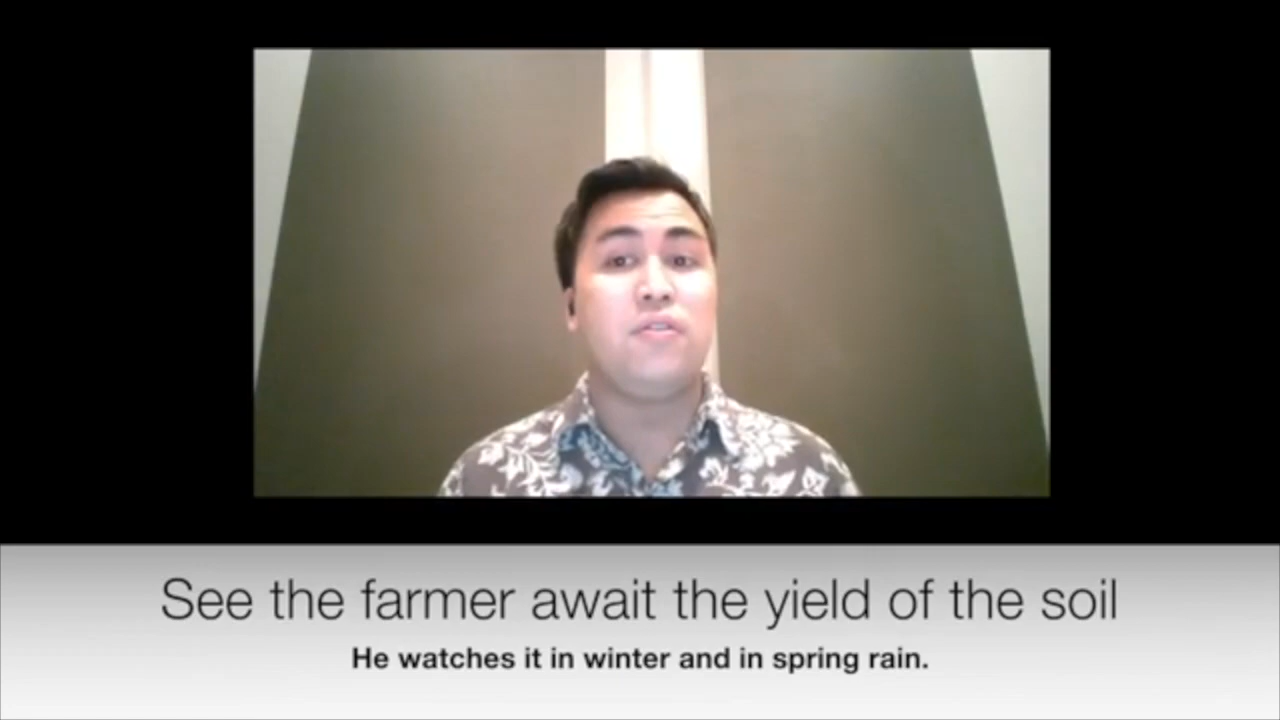 See the farmer await the yield of the soil
He watches it in winter and in spring rain.